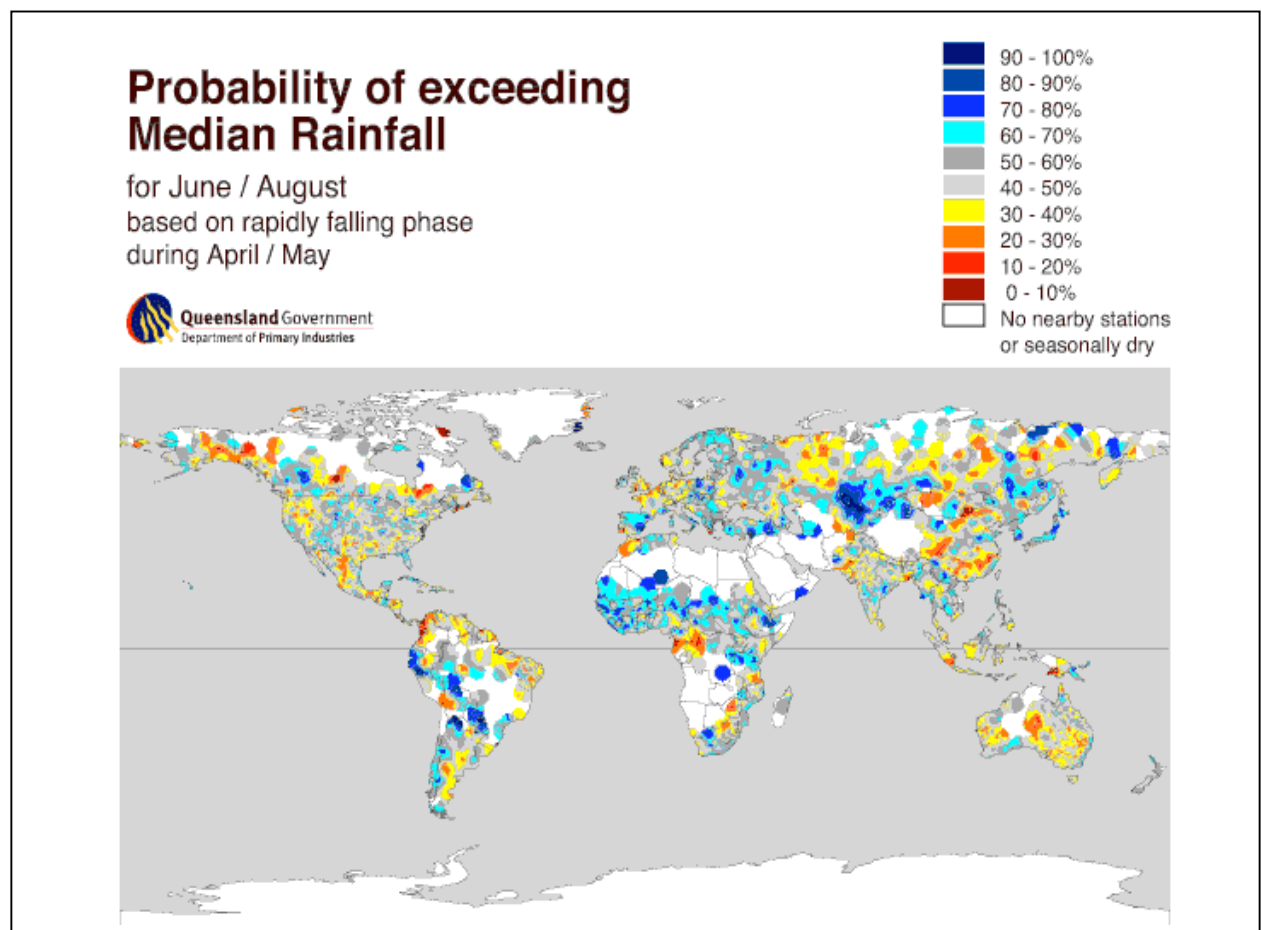 Probability of exceeding
Median Rainfall
for June / August
based on rapidly falling phase
during April / May
Queensland Government
Department of Primary Industries
90 - 100%
80 - 90%
70 - 80%
60 - 70%
50 - 60%
40 - 50%
30 - 40%
20 - 30%
10 - 20%
0 - 10%
No nearby stations
or seasonally dry